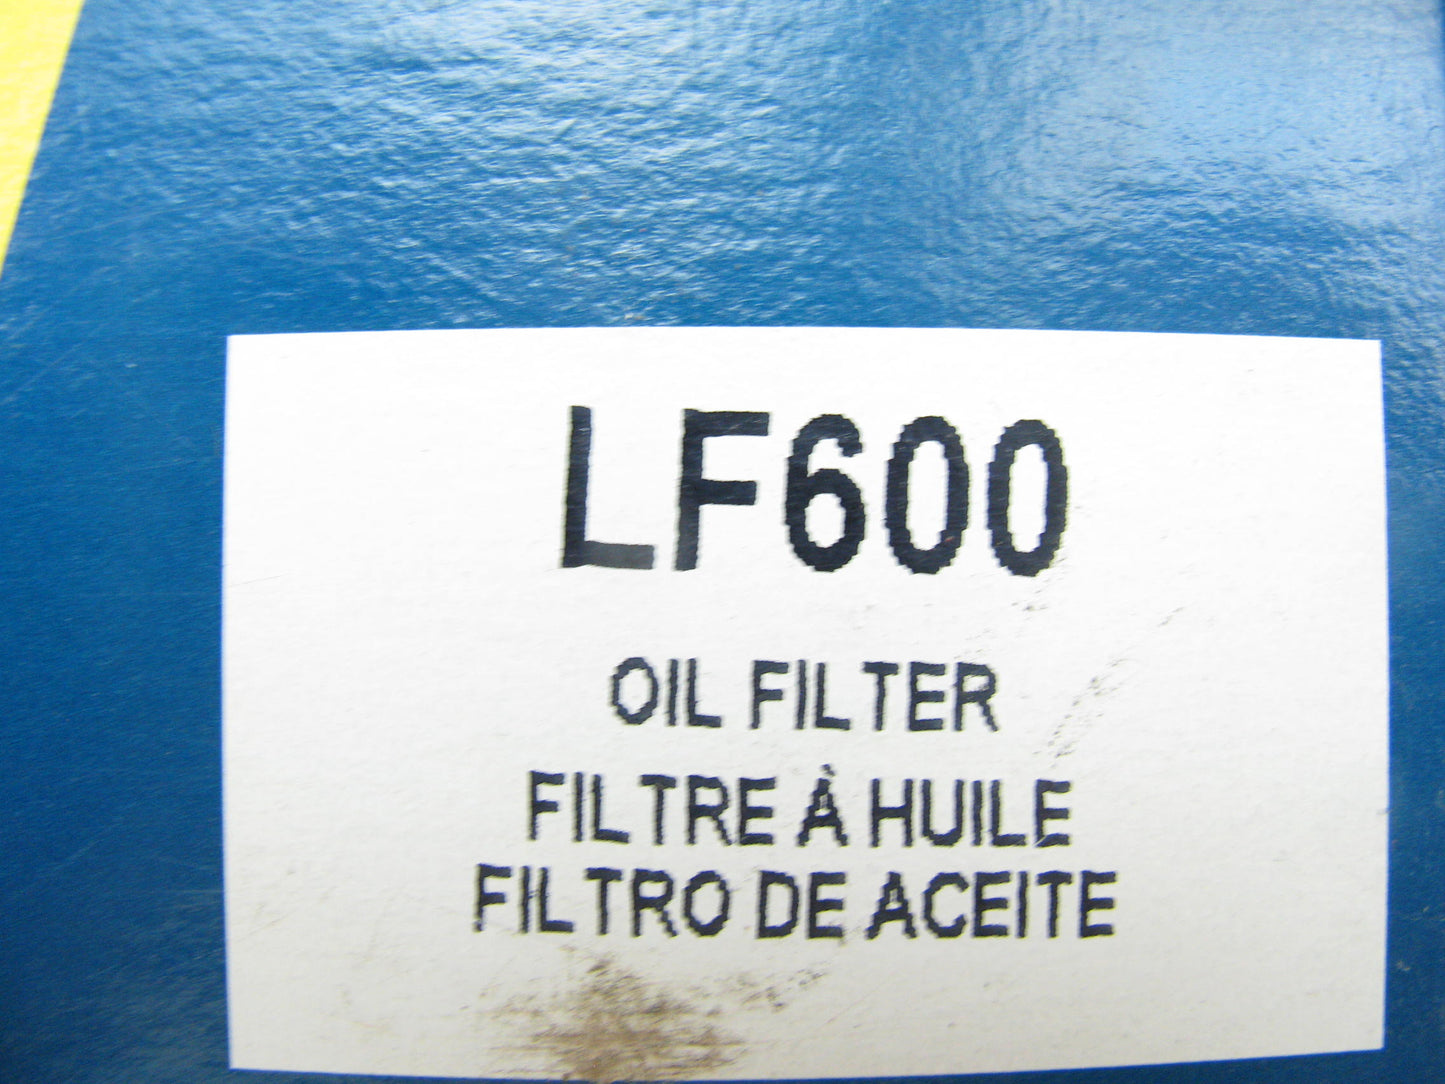 LF600
OIL FILTER
FILTRE À HUILE
FILTRO DE ACEITE